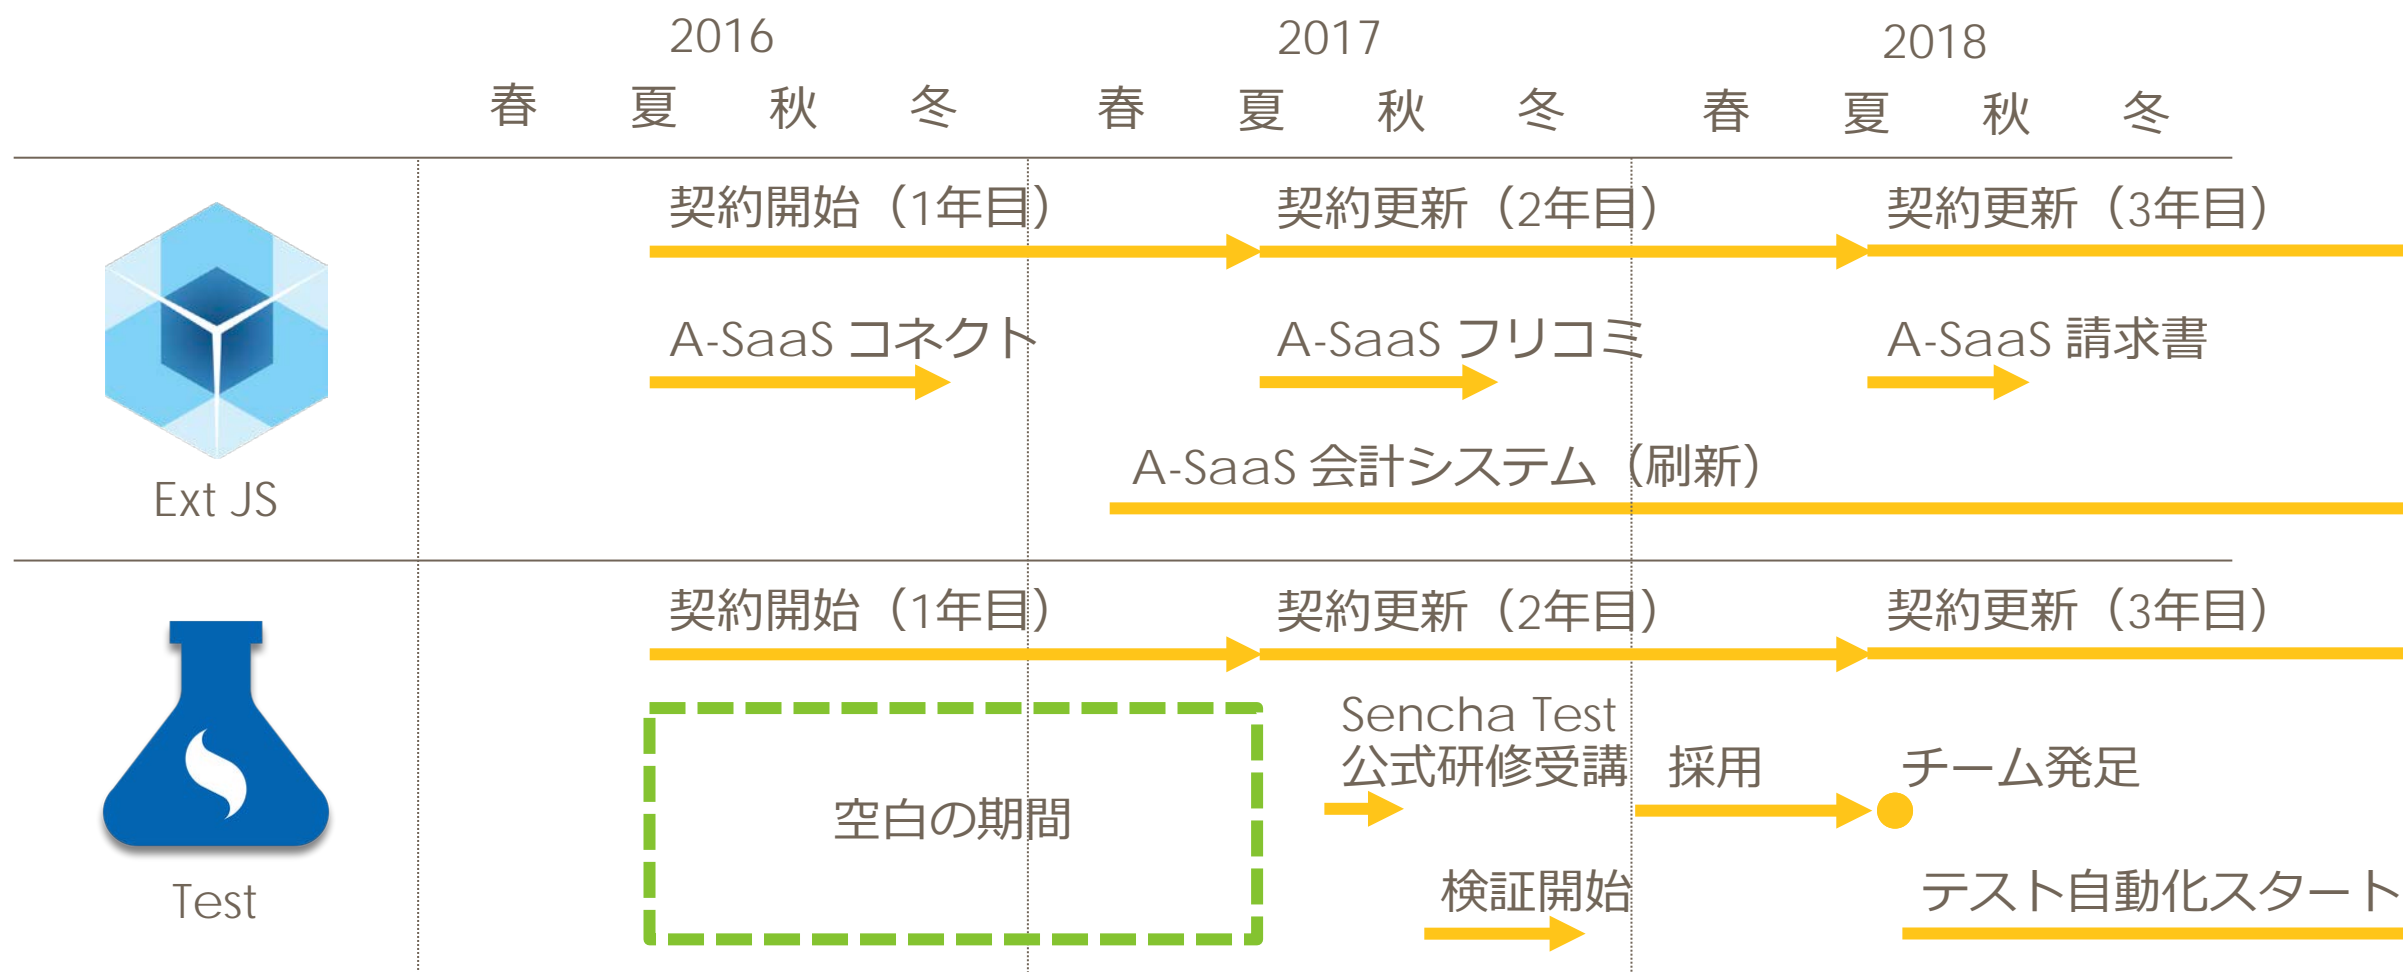 2016 2017 2018
春 夏 秋 冬 春 夏 秋 冬 春 夏 秋 冬
契約開始（1年目） 契約更新（2年目） 契約更新（3年目）
A-SaaS コネクト A-SaaS フリコミ A-SaaS 請求書
A-SaaS 会計システム（刷新）
Ext JS
契約開始（1年目） 契約更新（2年目） 契約更新（3年目）
Sencha Test
公式研修受講 採用 チーム発足
空白の期間
検証開始 テスト自動化スタート
Test